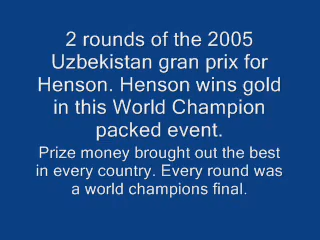 2 rounds of the 2005
Uzbekistan gran prix for
Henson. Henson wins gold
in this World Champion
packed event.
Prize money brought out the best
in every country. Every round was
a world champions final.